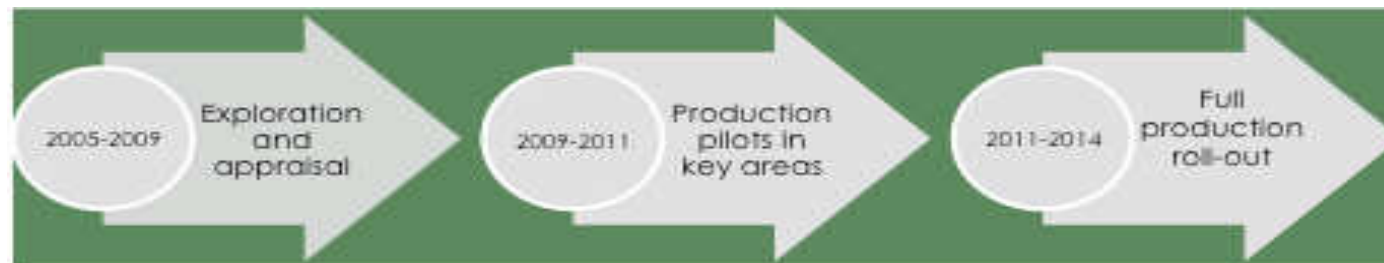 2005-2009
Exploration
and
appraisal
2009-2011
Production
pilots in
key areas
2011-2014
Full
production
roll-out